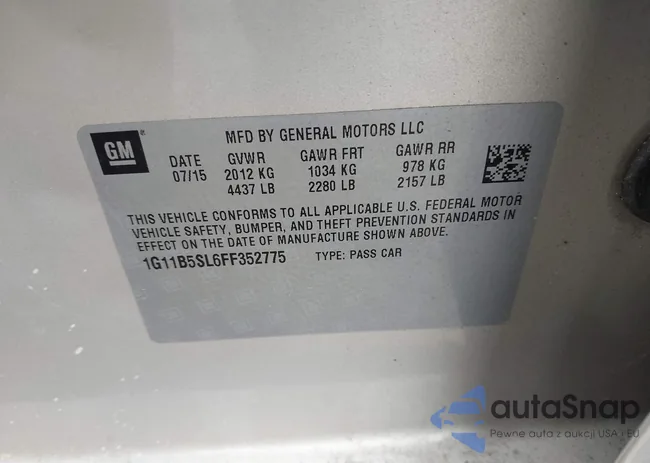 GM
MFD BY GENERAL MOTORS LLC
DATE GVWR GAWR FRT GAWR RR
07/15 2012 KG 1034 KG 978 KG
4437 LB 2280 LB 2157 LB
THIS VEHICLE CONFORMS TO ALL APPLICABLE U.S. FEDERAL MOTOR
VEHICLE SAFETY, BUMPER, AND THEFT PREVENTION STANDARDS IN
EFFECT ON THE DATE OF MANUFACTURE SHOWN ABOVE.
1G11B5SL6FF352775 TYPE: PASS CAR
autaSnap
Pewne auta z aukcji USA i EU